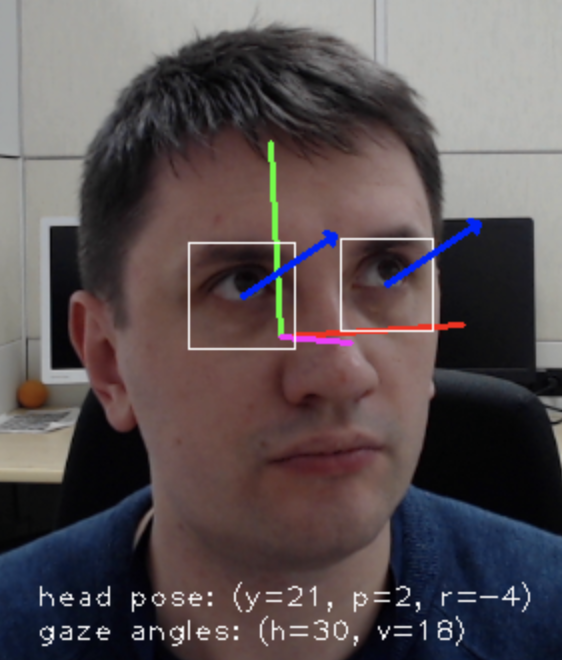 head pose: (y=21, p=2, r=-4)
gaze angles: (h=30, v=18)